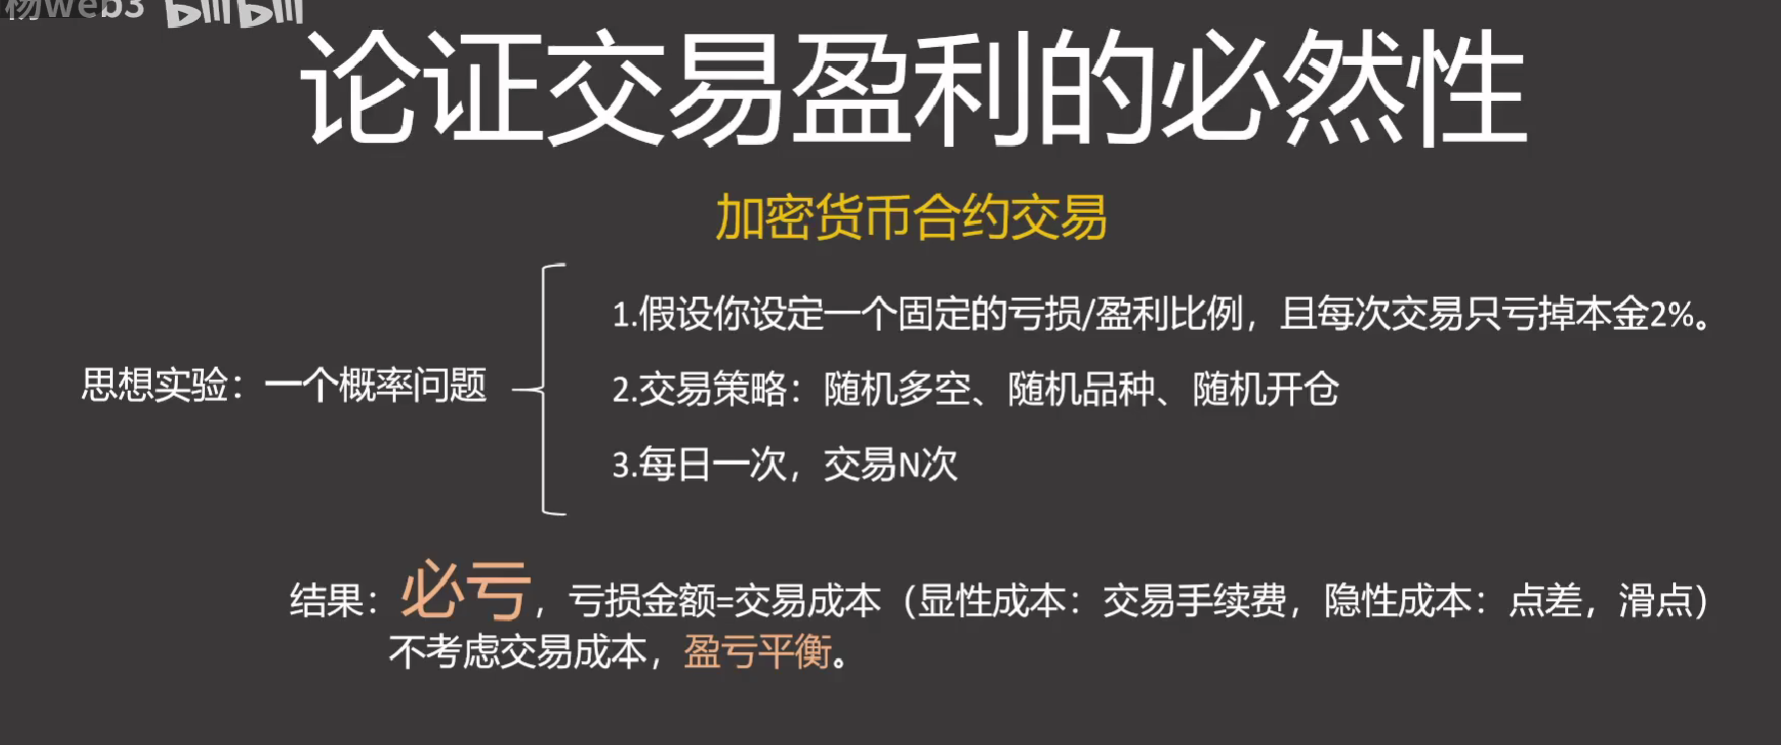 杨web3 bilibili
论证交易盈利的必然性
加密货币合约交易
思想实验：一个概率问题
1.假设你设定一个固定的亏损/盈利比例，且每次交易只亏掉本金2%。
2.交易策略：随机多空、随机品种、随机开仓
3.每日一次，交易N次
结果：必亏，亏损金额=交易成本（显性成本：交易手续费，隐性成本：点差，滑点）
不考虑交易成本，盈亏平衡。